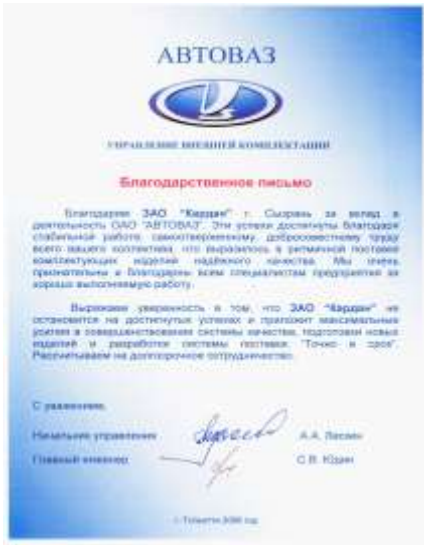 АВТОВАЗ
УПРАВЛЕНИЕ ВНЕШНЕЙ КОМПЛЕКТАЦИИ
Благодарственное письмо
Благодарим ЗАО "Кардан" г. Сызрань за вклад в
деятельность ОАО "АВТОВАЗ". Эти успехи достигнуты благодаря
стабильной работе, самоотверженному, добросовестному труду
всего вашего коллектива, что выразилось в ритмичной поставке
комплектующих изделий надёжного качества. Мы очень
признательны и благодарны всем специалистам предприятия за
хорошо выполняемую работу.
Выражаем уверенность в том, что ЗАО "Кардан" не
остановится на достигнутых успехах и приложит максимальные
усилия в совершенствовании системы качества, подготовки новых
изделий и разработки системы поставки "Точно в срок".
Рассчитываем на долгосрочное сотрудничество.
С уважением,
Начальник управления А.А.
Главный инженер С.В. Юдин
г. Тольятти 2006 год